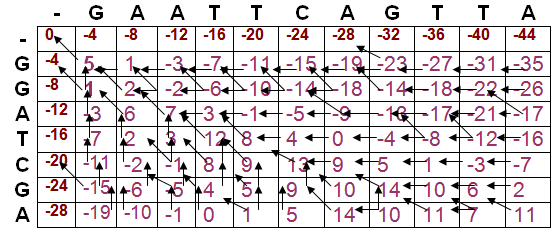 - G A A T T C A G T T A
- 0 -4 -8 -12 -16 -20 -24 -28 -32 -36 -40 -44
G -4 5 1 -3 -7 -11 -15 -19 -23 -27 -31 -35
G -8 1 2 -2 -6 -10 -14 -18 -14 -18 -22 -26
A -12 -3 6 7 3 -1 -5 -9 -13 -17 -21 -17
T -16 -7 2 3 12 8 4 0 -4 -8 -12 -16
C -20 -11 -2 -1 8 9 13 9 5 1 -3 -7
G -24 -15 -6 -5 4 5 9 10 14 10 6 2
A -28 -19 -10 -1 0 1 5 14 10 11 7 11